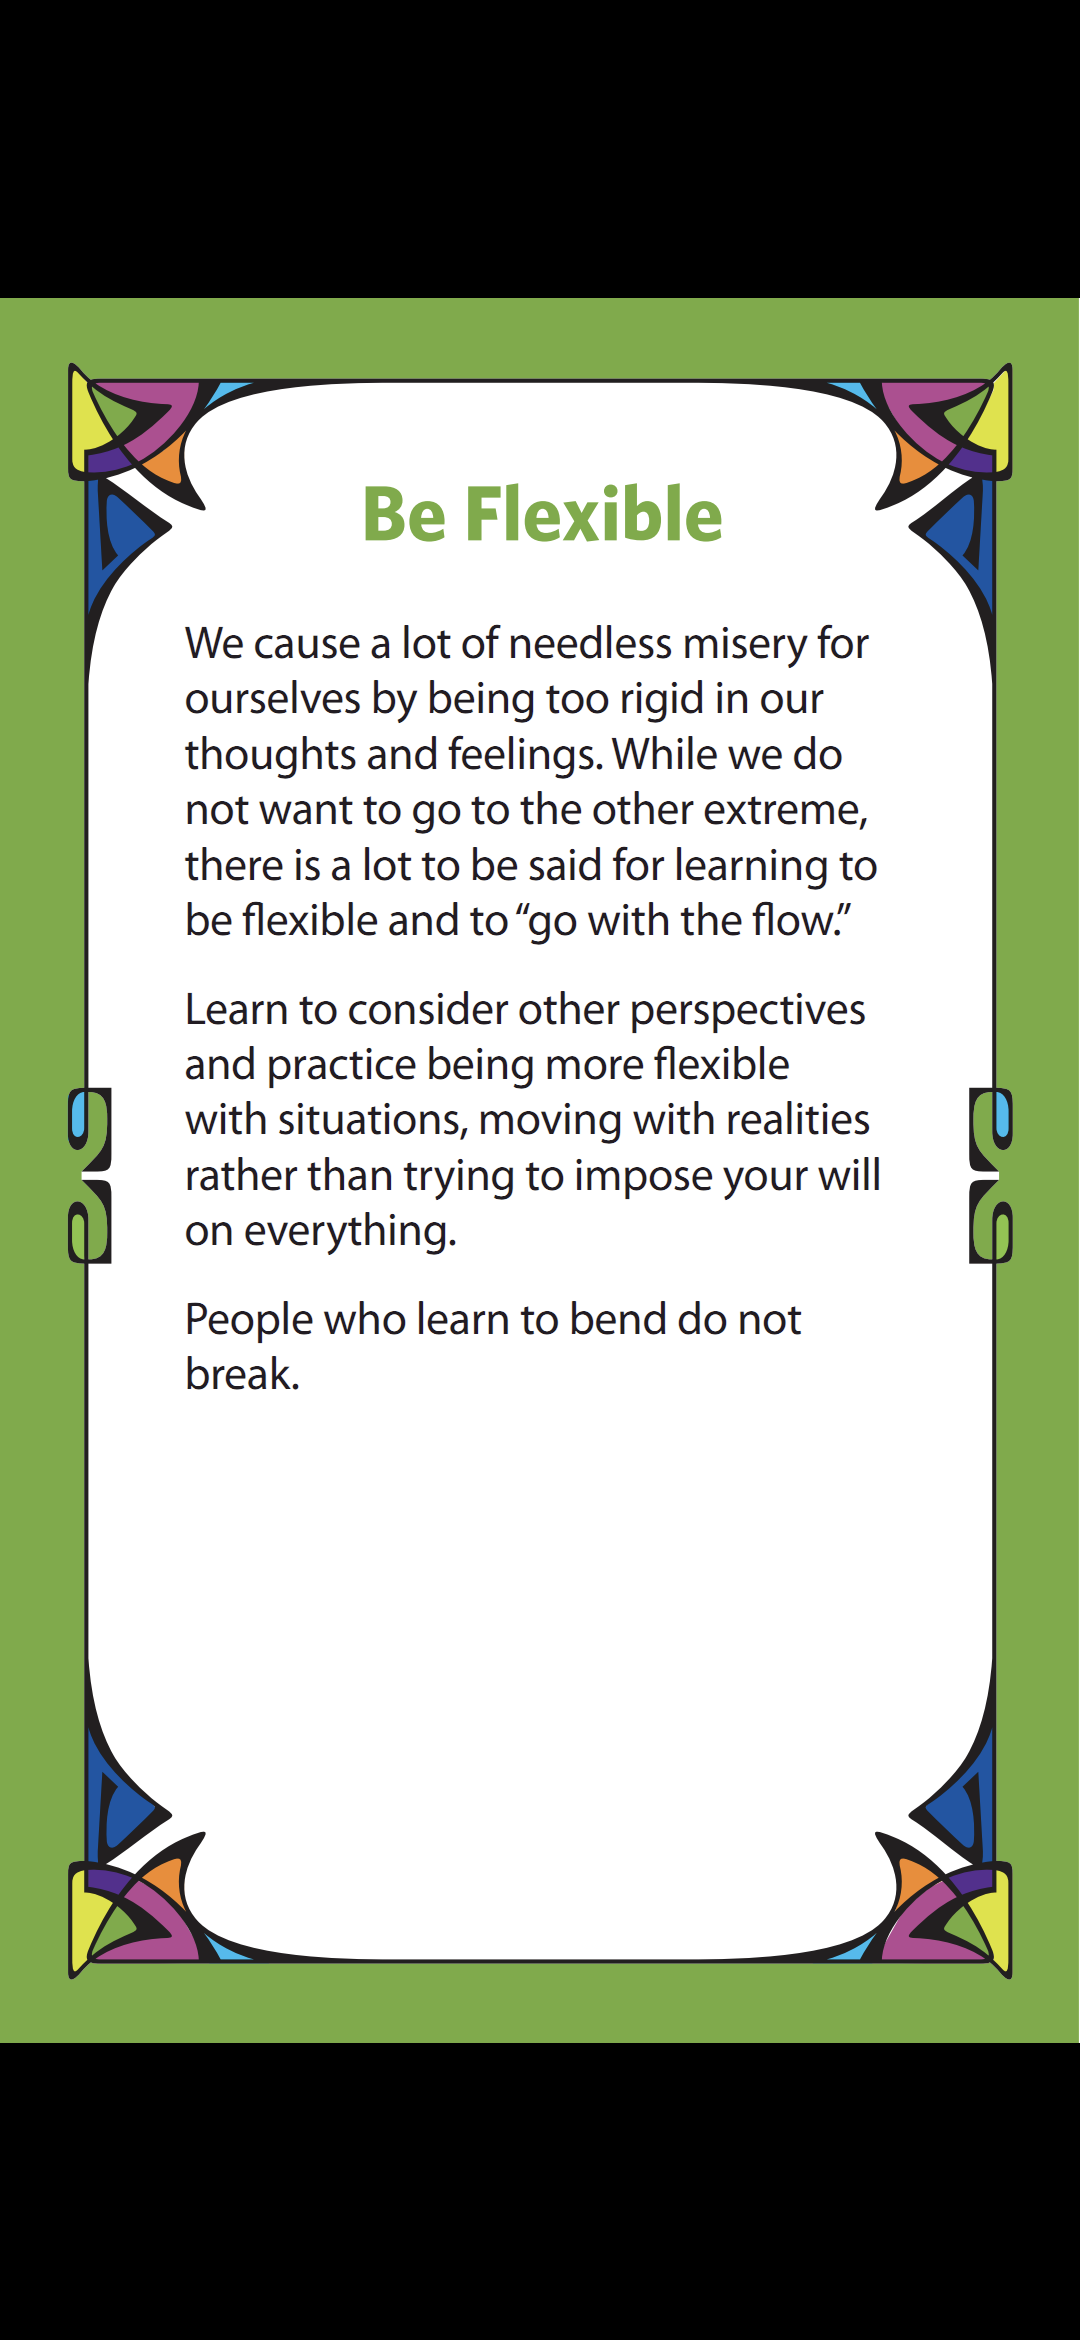 Be Flexible
We cause a lot of needless misery for
ourselves by being too rigid in our
thoughts and feelings. While we do
not want to go to the other extreme,
there is a lot to be said for learning to
be flexible and to “go with the flow.”
Learn to consider other perspectives
and practice being more flexible
with situations, moving with realities
rather than trying to impose your will
on everything.
People who learn to bend do not
break.